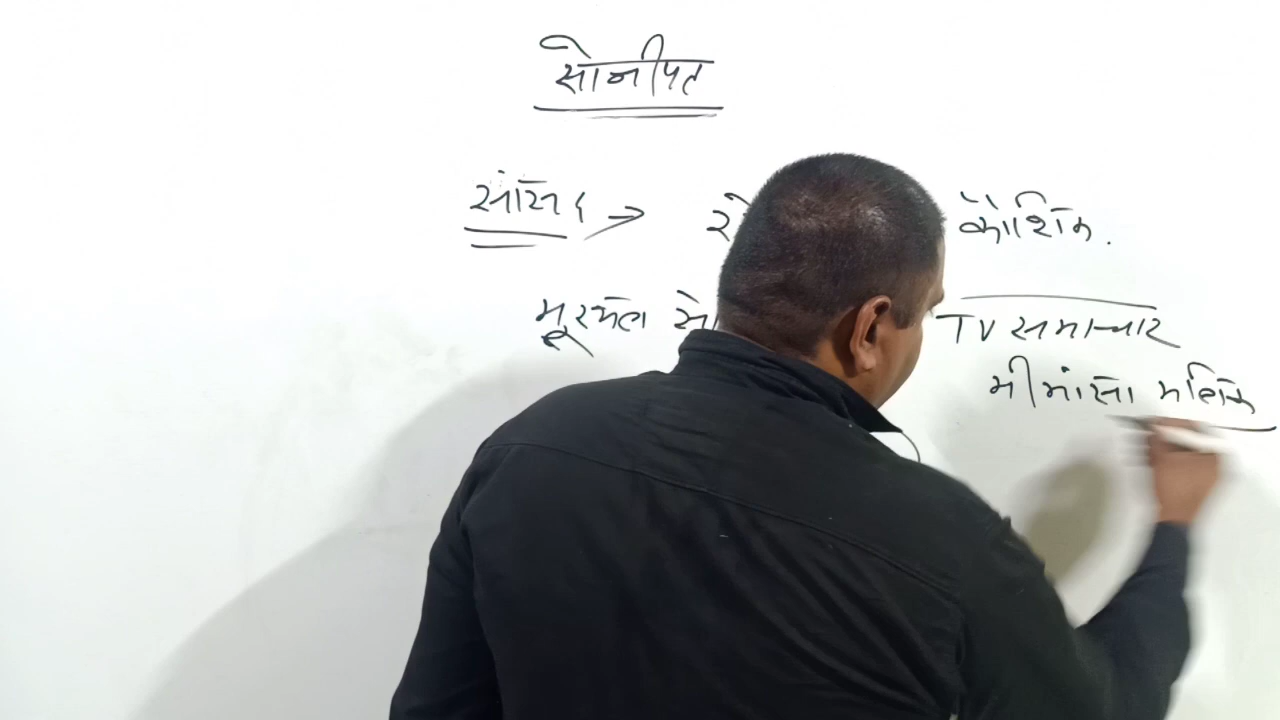 सोनीपत
सांसद → कौशिक.
मूरथल TV समाचार
मीमांसा मलिक